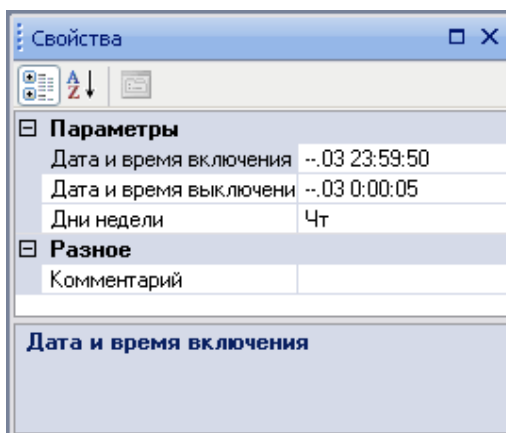 Свойства
Параметры
Дата и время включения --.03 23:59:50
Дата и время выключени --.03 0:00:05
Дни недели Чт
Разное
Комментарий
Дата и время включения